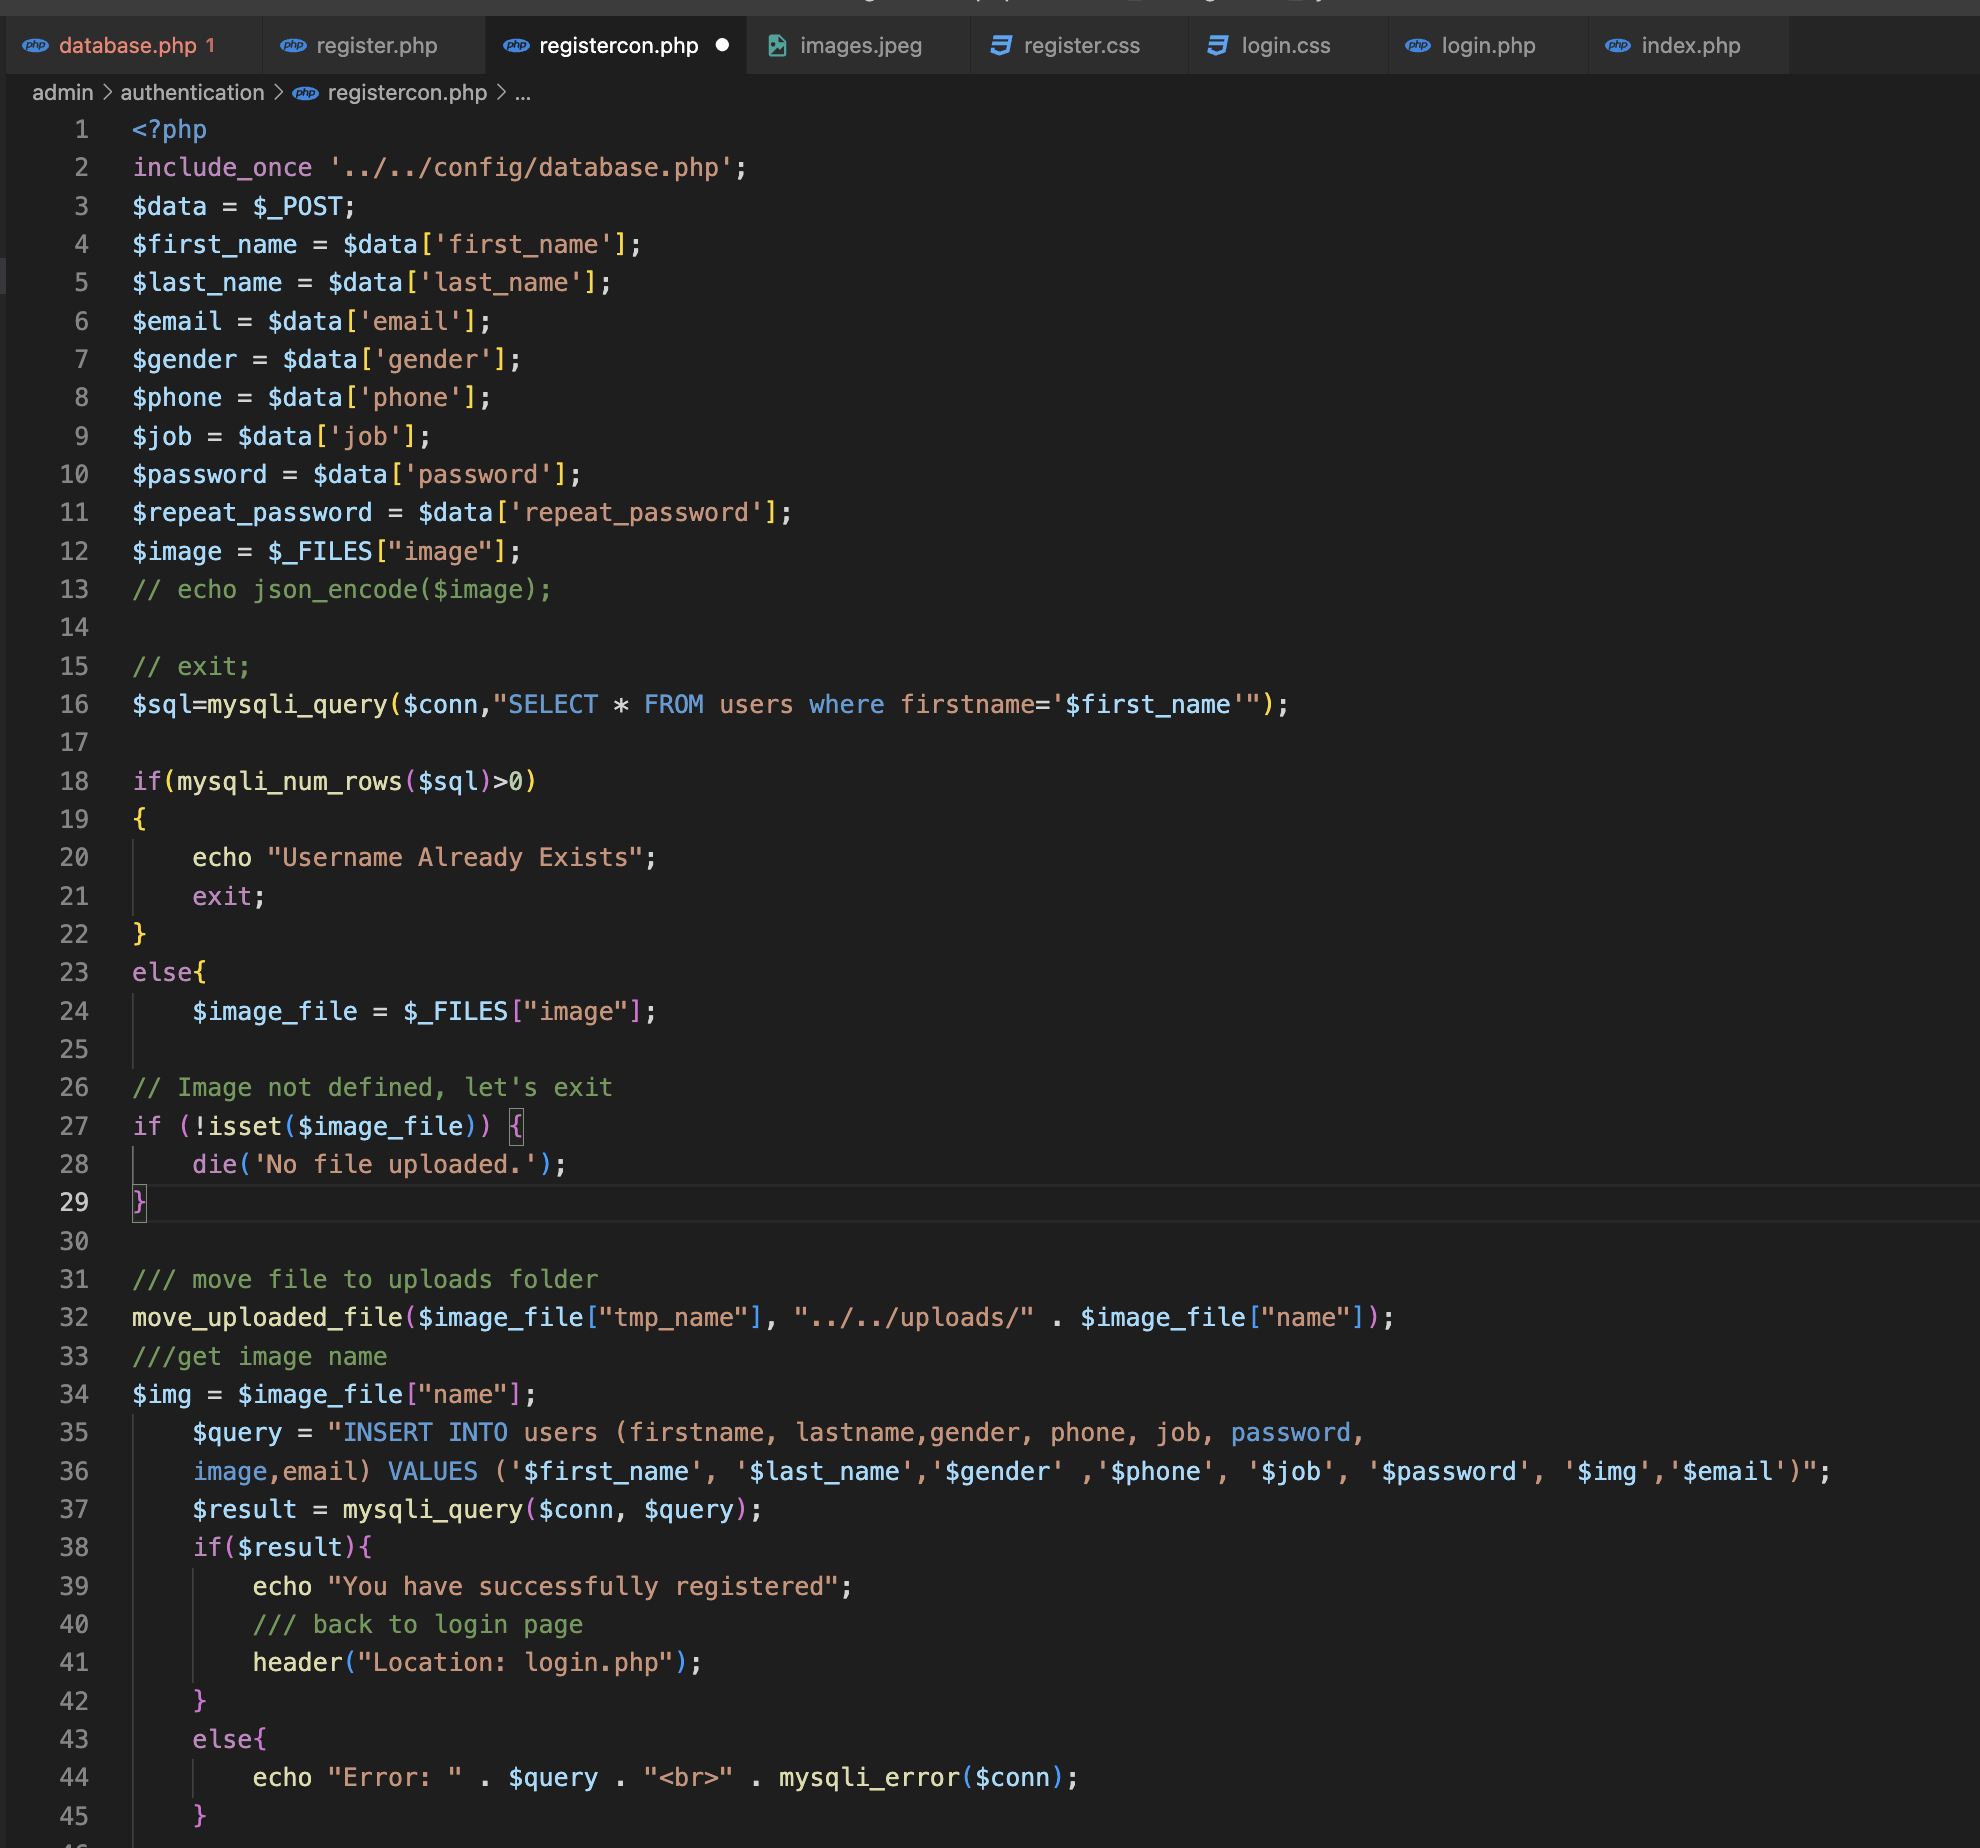 database.php 1 register.php registercon.php images.jpeg register.css login.css login.php index.php
admin > authentication > registercon.php > ...
1 <?php
2 include_once '../../config/database.php';
3 $data = $_POST;
4 $first_name = $data['first_name'];
5 $last_name = $data['last_name'];
6 $email = $data['email'];
7 $gender = $data['gender'];
8 $phone = $data['phone'];
9 $job = $data['job'];
10 $password = $data['password'];
11 $repeat_password = $data['repeat_password'];
12 $image = $_FILES["image"];
13 // echo json_encode($image);
14
15 // exit;
16 $sql=mysqli_query($conn,"SELECT * FROM users where firstname='$first_name'");
17
18 if(mysqli_num_rows($sql)>0)
19 {
20     echo "Username Already Exists";
21     exit;
22 }
23 else{
24     $image_file = $_FILES["image"];
25
26 // Image not defined, let's exit
27 if (!isset($image_file)) {
28     die('No file uploaded.');
29 }
30
31 /// move file to uploads folder
32 move_uploaded_file($image_file["tmp_name"], "../../uploads/" . $image_file["name"]);
33 ///get image name
34 $img = $image_file["name"];
35     $query = "INSERT INTO users (firstname, lastname,gender, phone, job, password,
36     image,email) VALUES ('$first_name', '$last_name','$gender' ,'$phone', '$job', '$password', '$img','$email')";
37     $result = mysqli_query($conn, $query);
38     if($result){
39         echo "You have successfully registered";
40         /// back to login page
41         header("Location: login.php");
42     }
43     else{
44         echo "Error: " . $query . "<br>" . mysqli_error($conn);
45     }